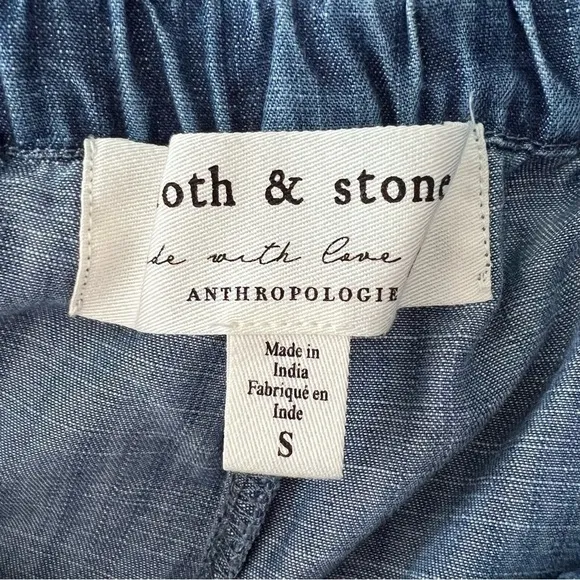 oth & stone
de with love
ANTHROPOLOGIE
Made in
India
Fabriqué en
Inde
S